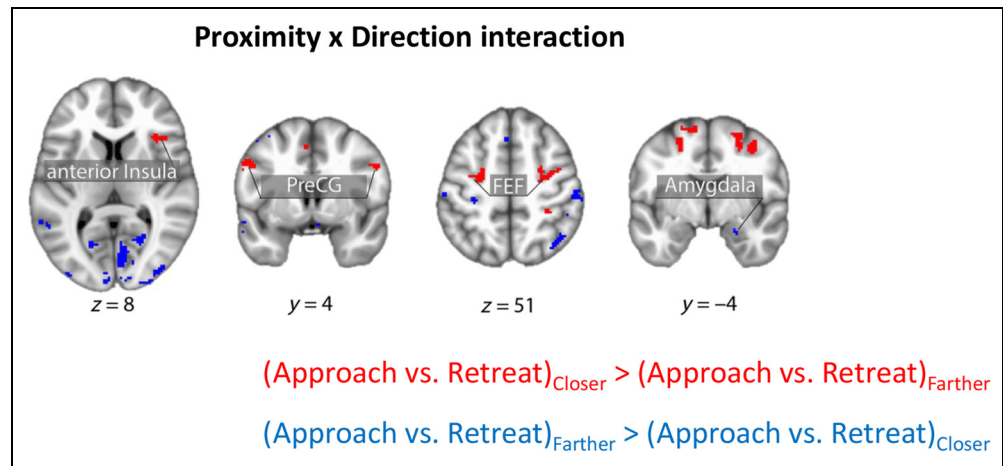 Proximity x Direction interaction
anterior Insula
PreCG
FEF
Amygdala
z = 8
y = 4
z = 51
y = –4
(Approach vs. Retreat)Closer > (Approach vs. Retreat)Farther
(Approach vs. Retreat)Farther > (Approach vs. Retreat)Closer